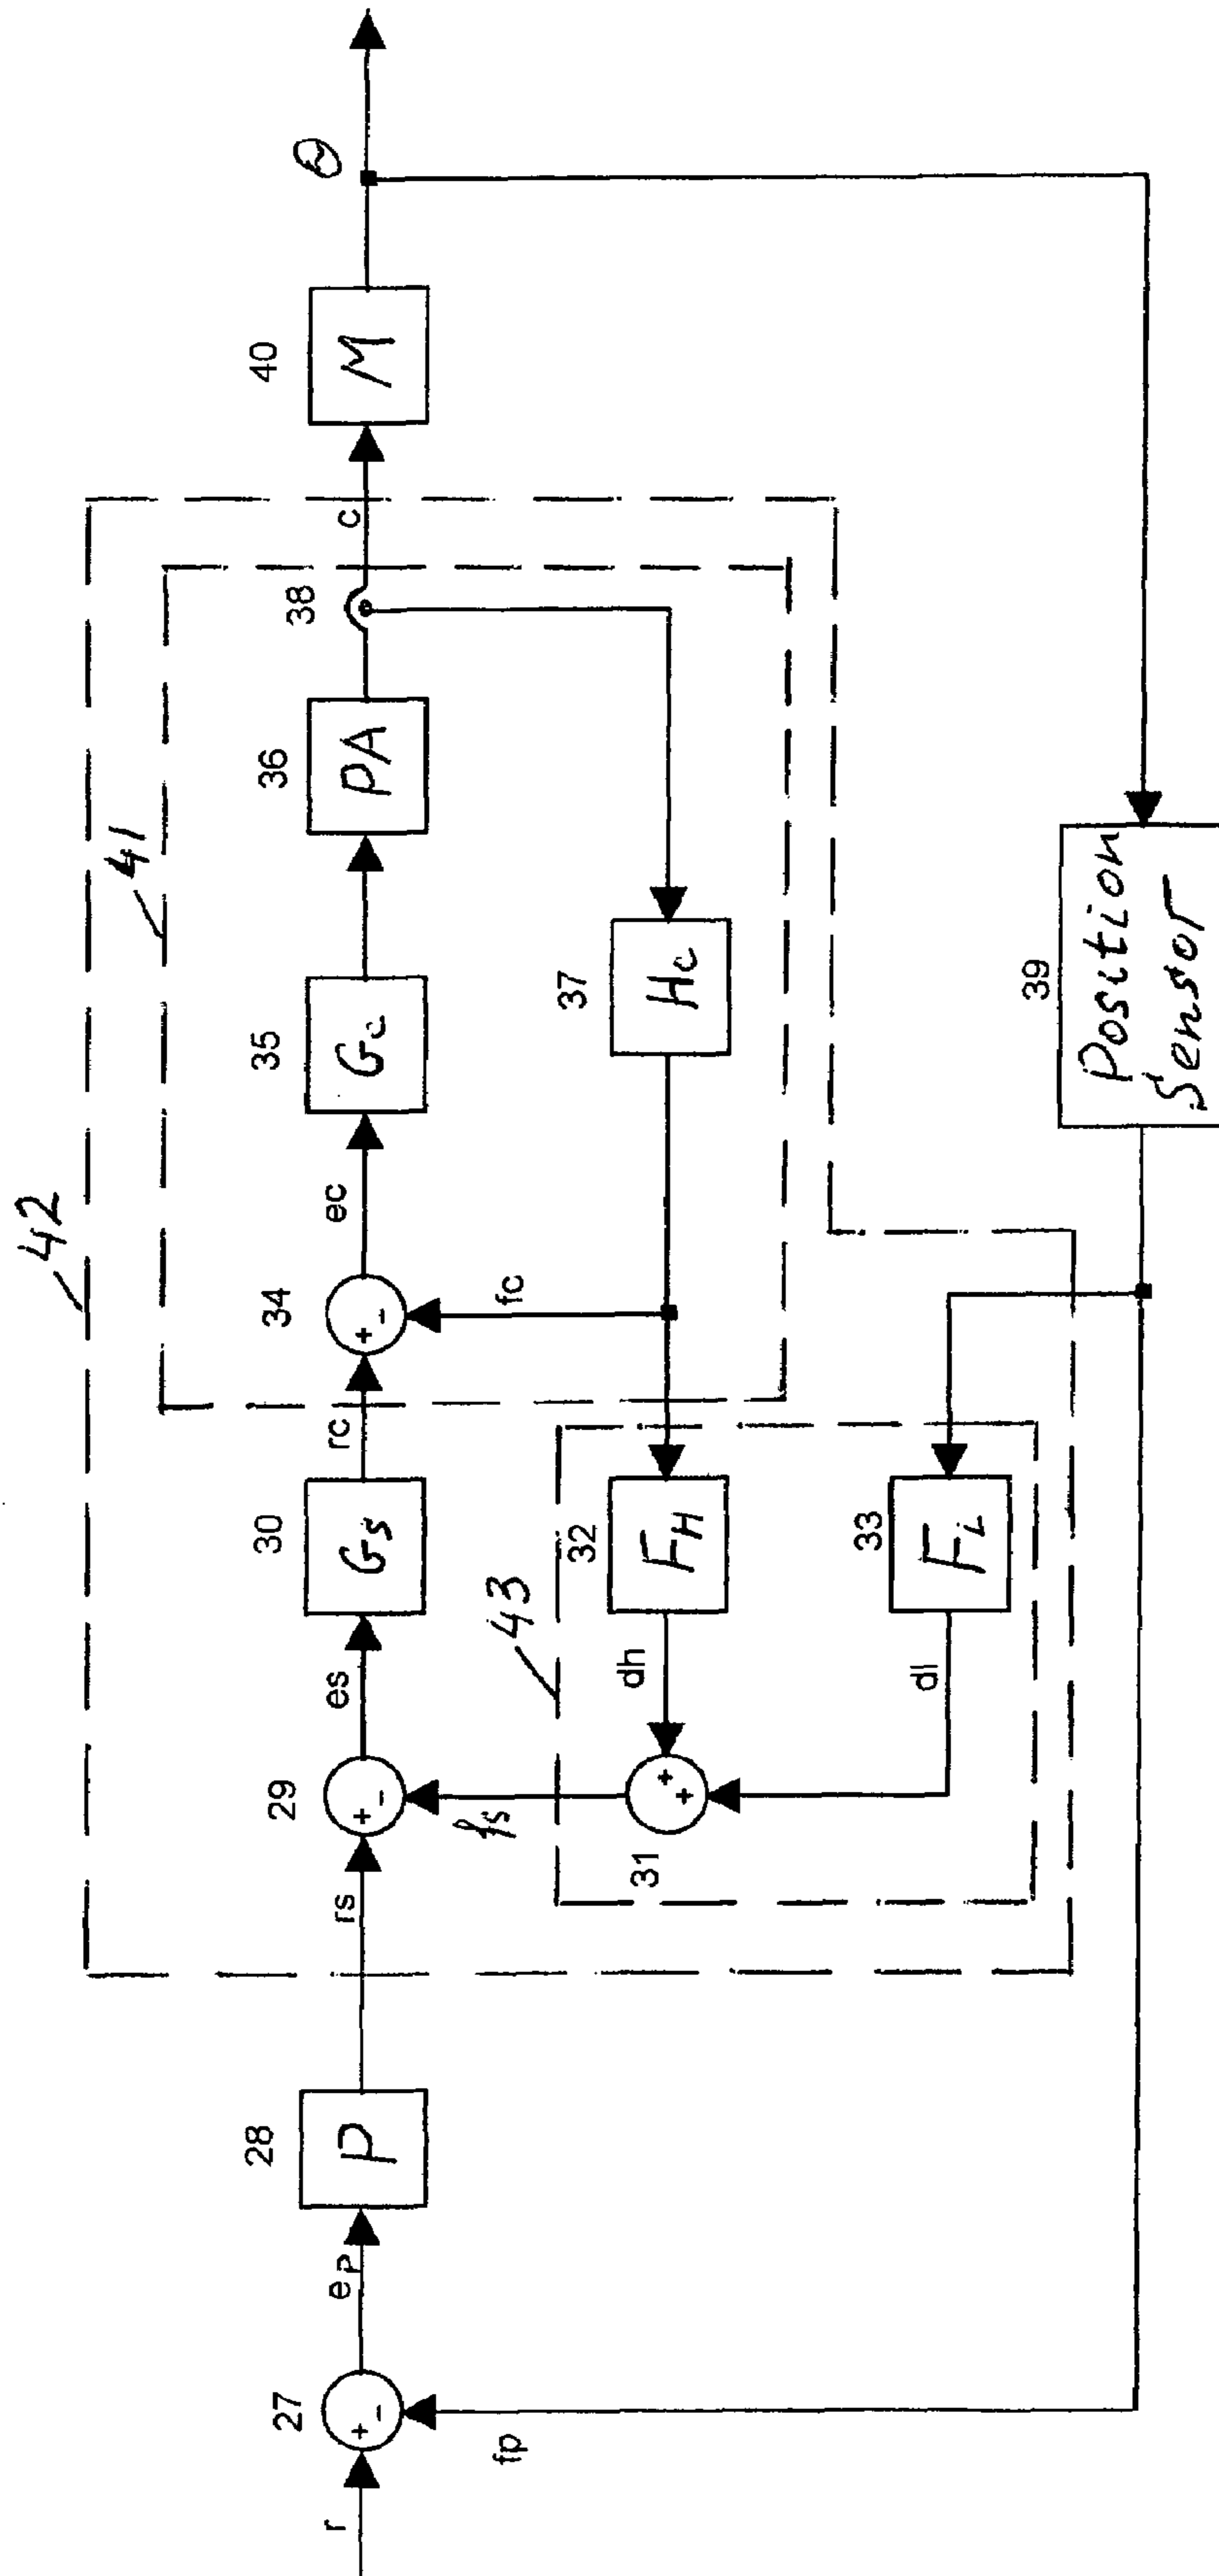 r
27
+
-
fp
eP
28
P
rs
29
+
-
fs
es
30
Gs
rc
34
+
-
fc
ec
35
Gc
36
PA
38
c
40
M
Θ
42
41
43
31
+
+
dh
32
FH
dl
33
FL
37
Hc
39
Position
Sensor